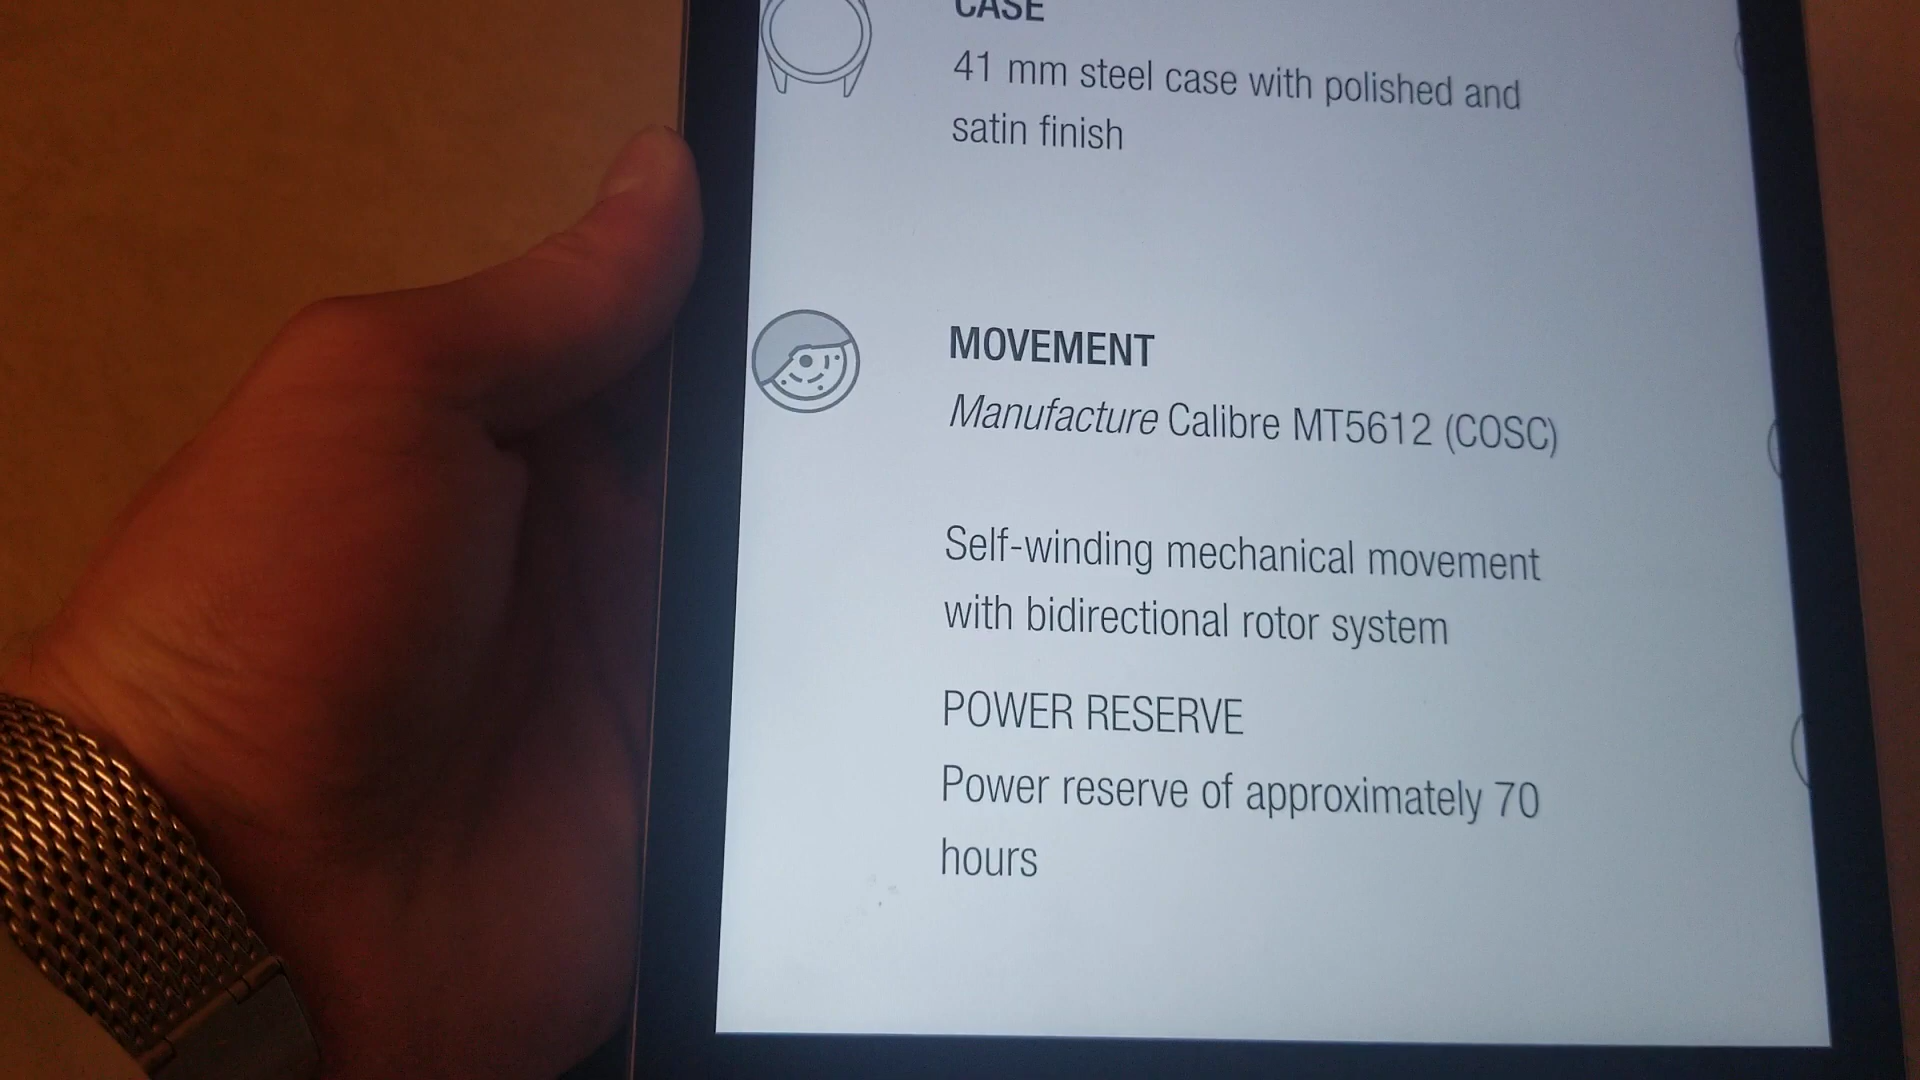 CASE
41 mm steel case with polished and
satin finish
MOVEMENT
Manufacture Calibre MT5612 (COSC)
Self-winding mechanical movement
with bidirectional rotor system
POWER RESERVE
Power reserve of approximately 70
hours